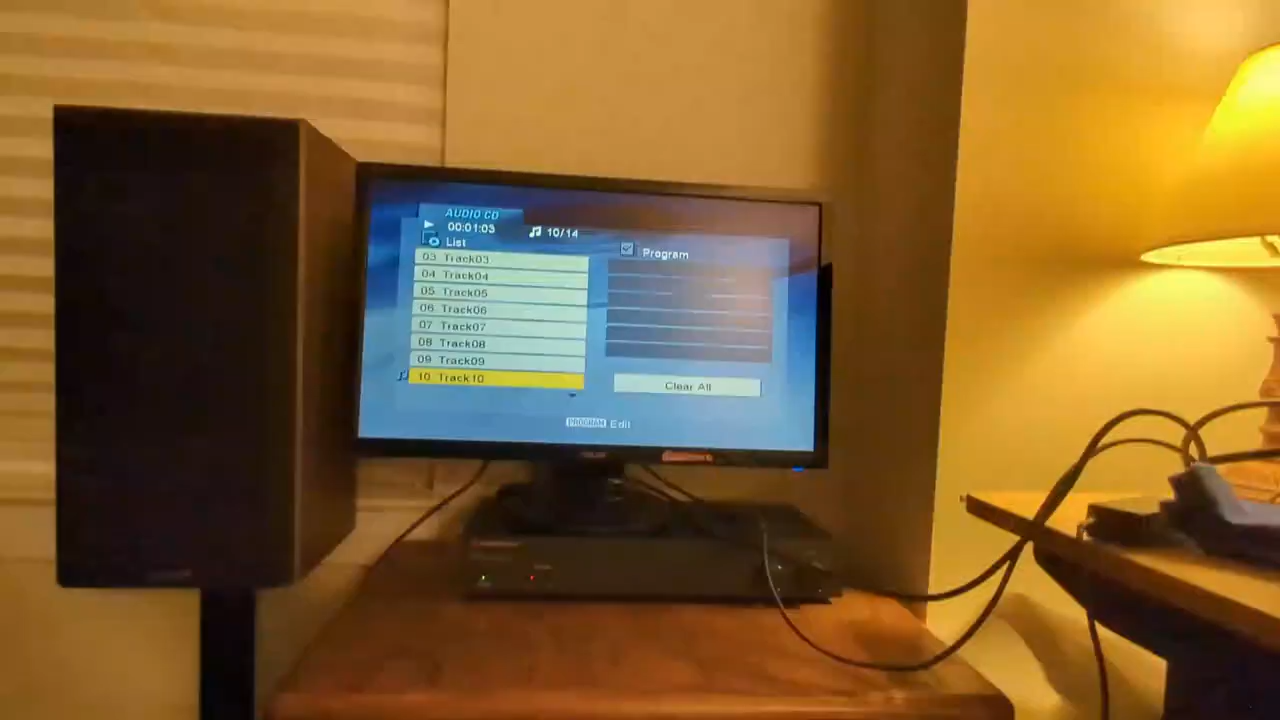 AUDIO CD
00:01:03
10/14
List
Program
03 Track03
04 Track04
05 Track05
06 Track06
07 Track07
08 Track08
09 Track09
10 Track10
Clear All
PROGRAM Edit